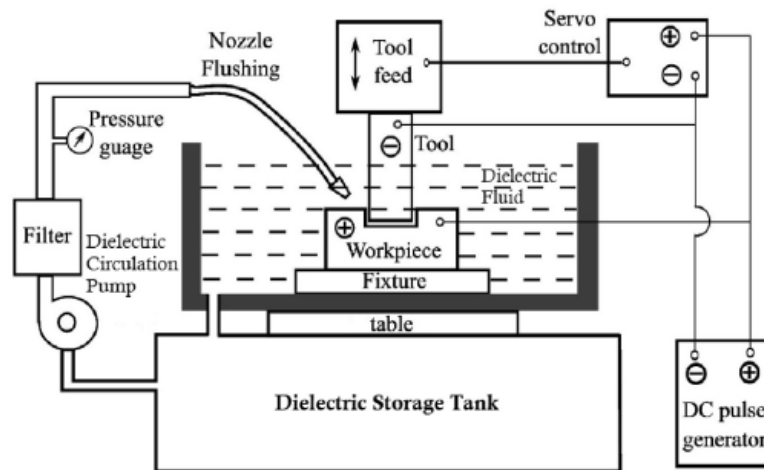 Nozzle
Flushing
Tool
feed
Servo
control
+
−
Pressure
guage
−
Tool
Dielectric
Fluid
Filter
Dielectric
Circulation
Pump
+
Workpiece
Fixture
table
Dielectric Storage Tank
− +
DC pulse
generator